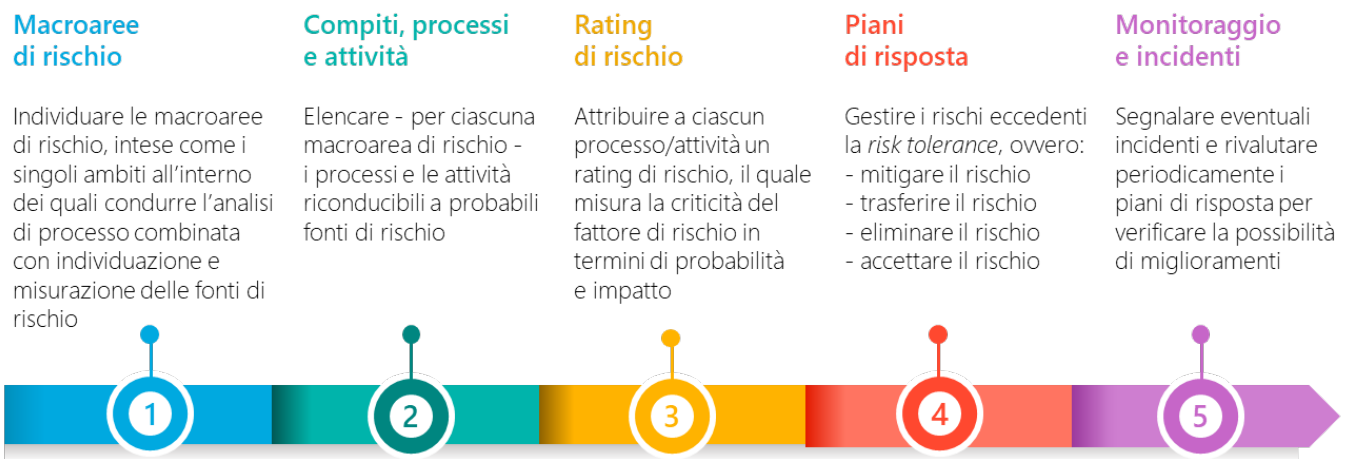 Macroaree
di rischio
Individuare le macroaree
di rischio, intese come i
singoli ambiti all'interno
dei quali condurre l'analisi
di processo combinata
con individuazione e
misurazione delle fonti di
rischio
Compiti, processi
e attività
Elencare - per ciascuna
macroarea di rischio -
i processi e le attività
riconducibili a probabili
fonti di rischio
Rating
di rischio
Attribuire a ciascun
processo/attività un
rating di rischio, il quale
misura la criticità del
fattore di rischio in
termini di probabilità
e impatto
Piani
di risposta
Gestire i rischi eccedenti
la risk tolerance, ovvero:
- mitigare il rischio
- trasferire il rischio
- eliminare il rischio
- accettare il rischio
Monitoraggio
e incidenti
Segnalare eventuali
incidenti e rivalutare
periodicamente i
piani di risposta per
verificare la possibilità
di miglioramenti
1
2
3
4
5